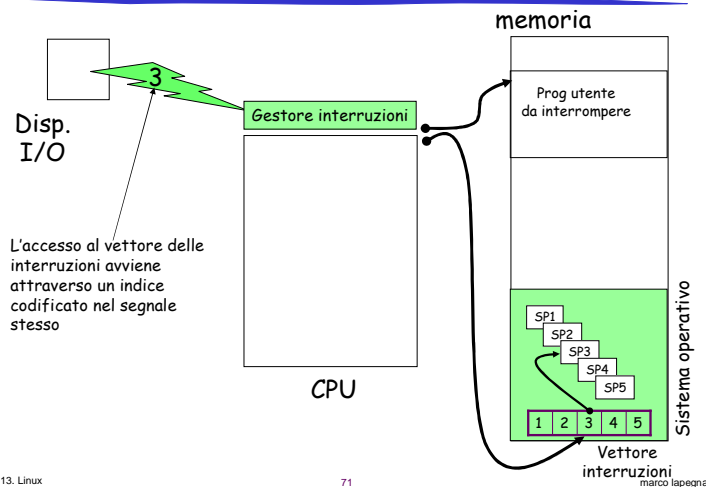 memoria
3
Gestore interruzioni
Prog utente
da interrompere
Disp.
I/O
L'accesso al vettore delle
interruzioni avviene
attraverso un indice
codificato nel segnale
stesso
CPU
SP1
SP2
SP3
SP4
SP5
Sistema operativo
1 2 3 4 5
Vettore
interruzioni
13. Linux
71
marco lapegna